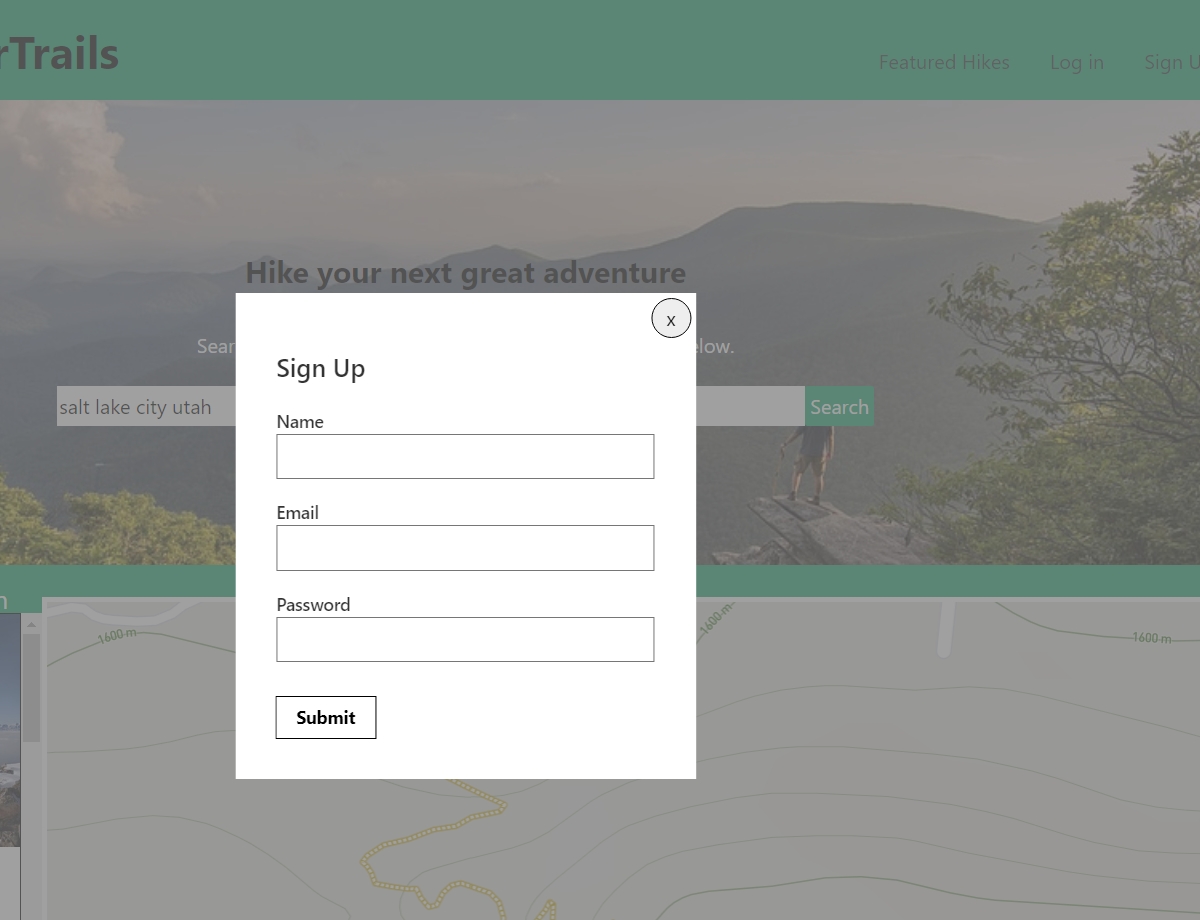 rTrails
Featured Hikes
Log in
Sign U
Hike your next great adventure
Sear
elow.
salt lake city utah
Search
x
Sign Up
Name
Email
Password
Submit
n
1600 m
1600 m
1600 m